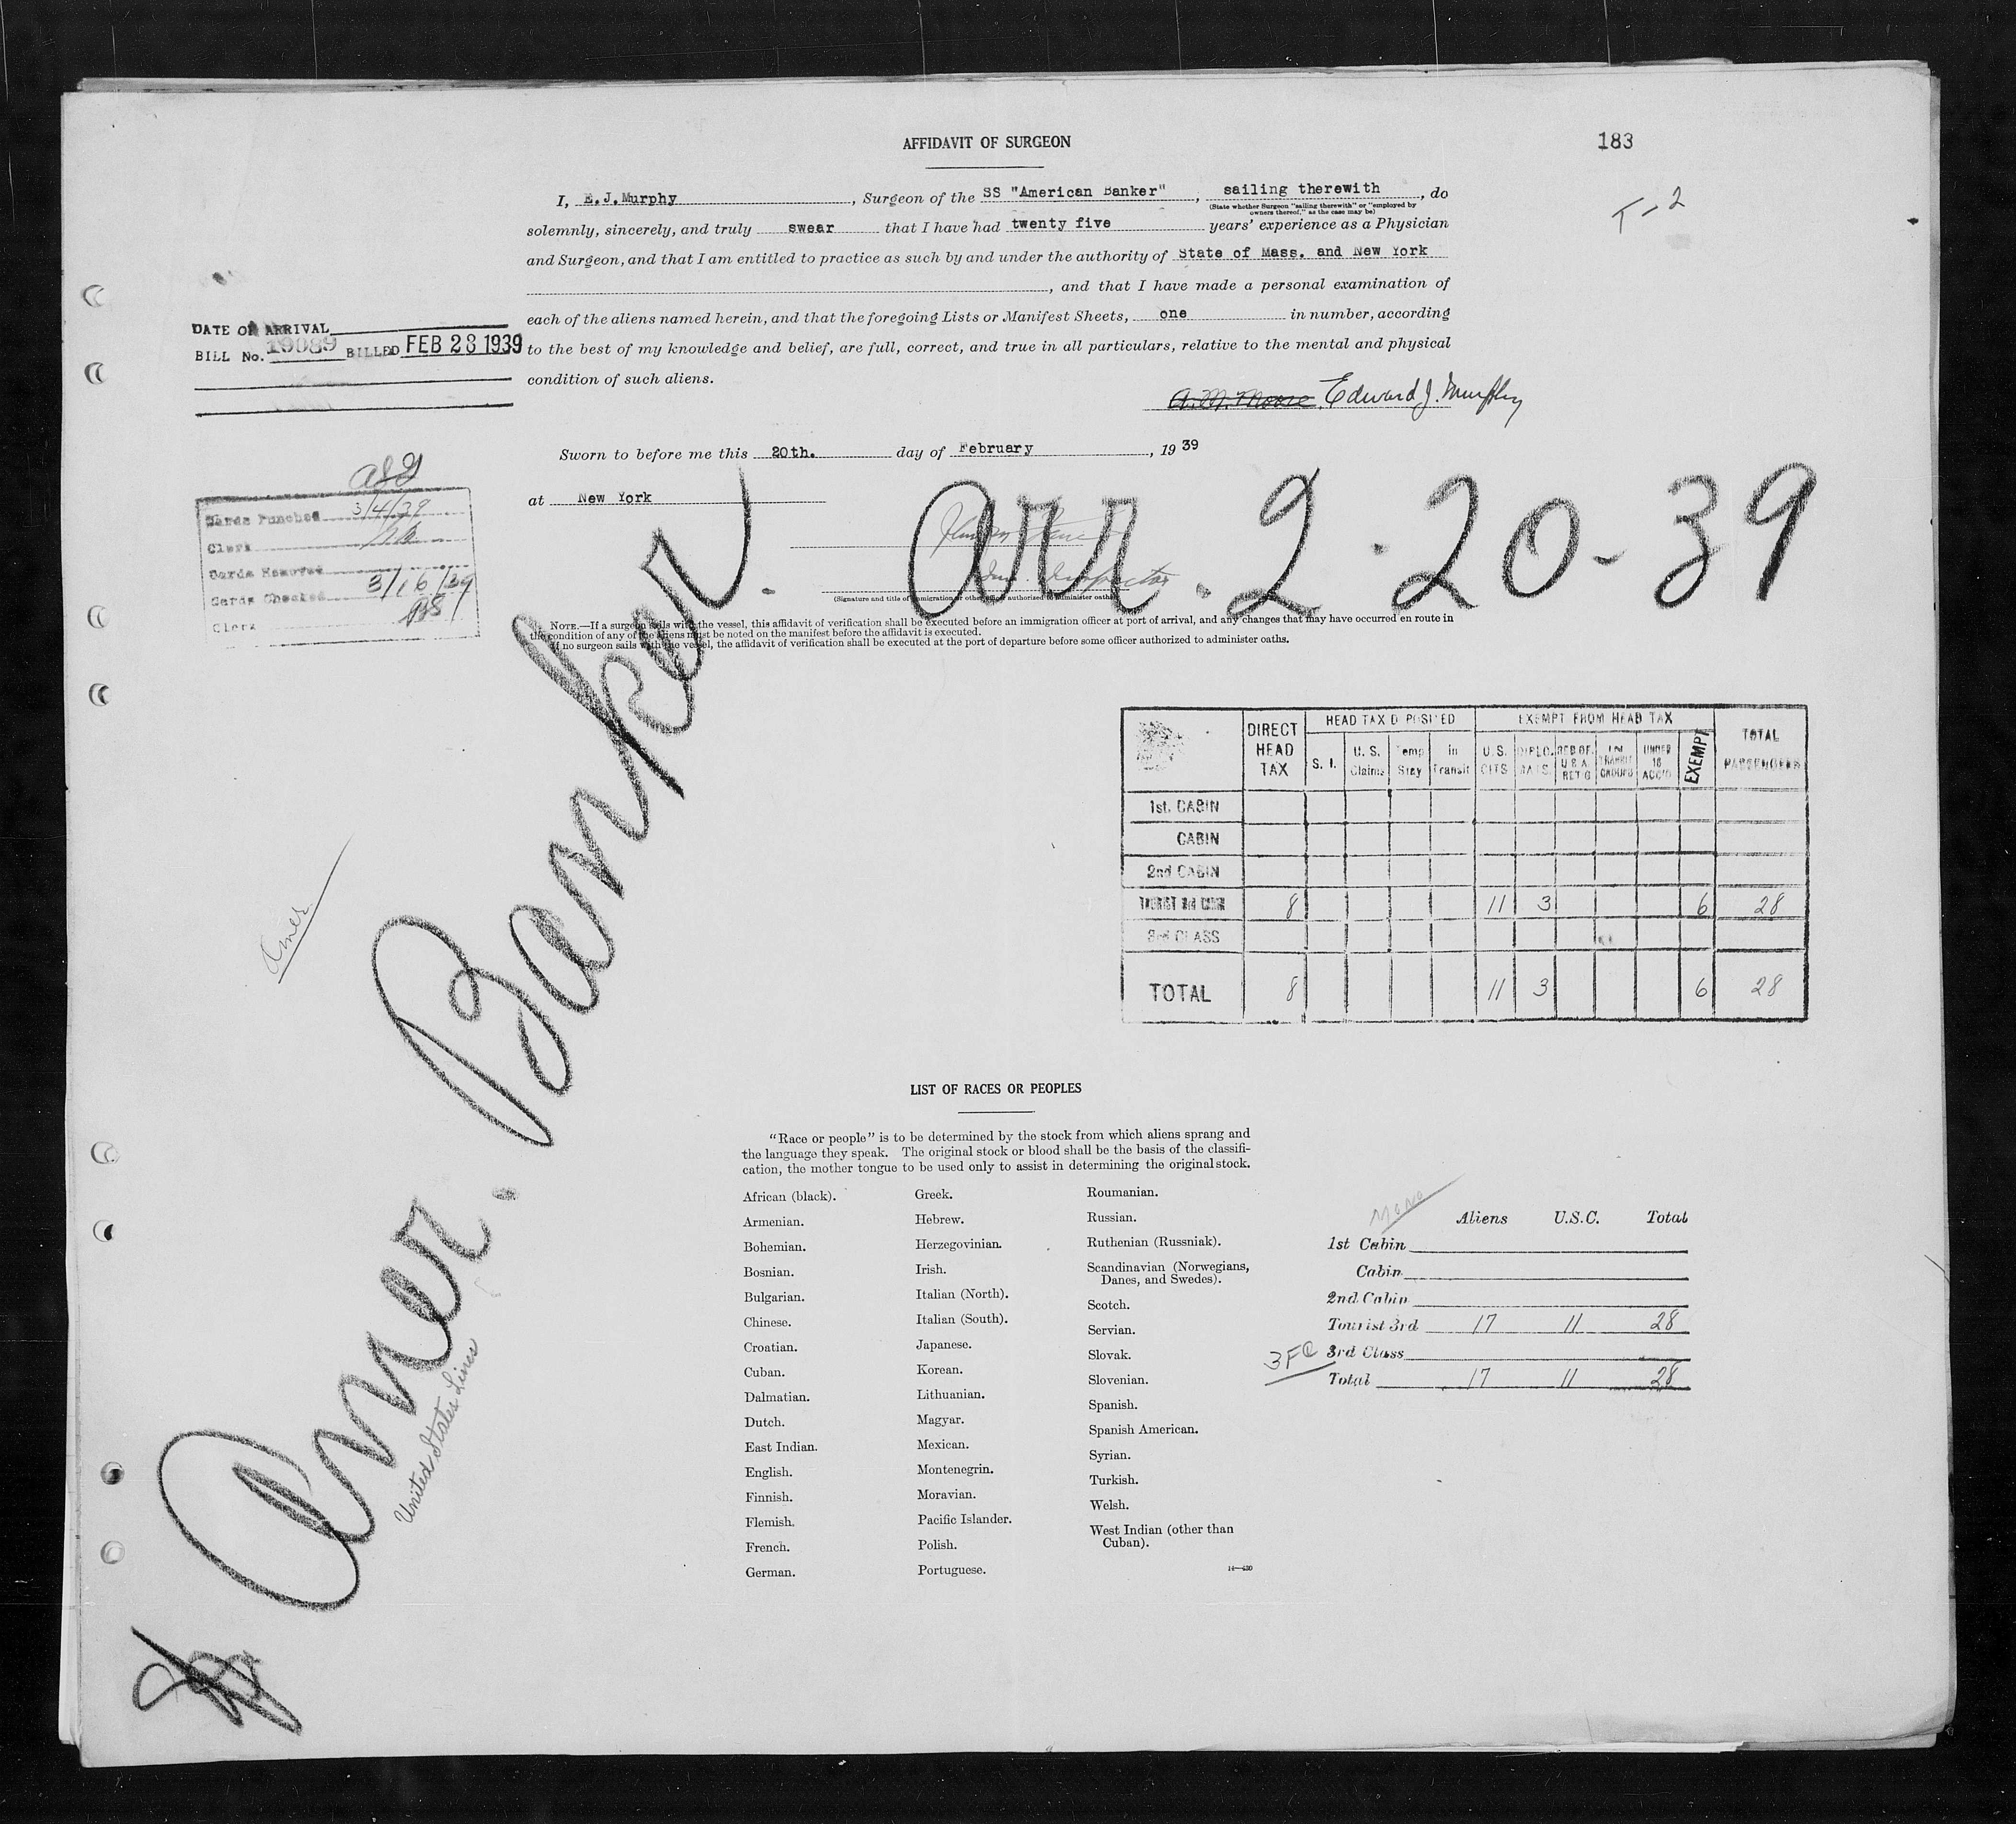 AFFIDAVIT OF SURGEON
183
T-2
I, E.J.Murphy, Surgeon of the SS "American Banker", sailing therewith, do
(State whether Surgeon "sailing therewith" or "employed by
owners thereof," as the case may be)
solemnly, sincerely, and truly swear that I have had twenty five years' experience as a Physician
and Surgeon, and that I am entitled to practice as such by and under the authority of State of Mass. and New York
, and that I have made a personal examination of
each of the aliens named herein, and that the foregoing Lists or Manifest Sheets, one in number, according
to the best of my knowledge and belief, are full, correct, and true in all particulars, relative to the mental and physical
condition of such aliens.
DATE OF ARRIVAL
BILL No. 19089 BILLED FEB 23 1939
A. M. Moore Edward J. Murphy
Sworn to before me this 20th. day of February, 19 39
at New York
Cards Punched 3/4/39
Clerk
Cards Removed
Cards Checked 3/16/39
Clerk
arr. 2-20-39
Inspector
(Signature and title of immigration or other officer authorized to administer oaths)
NOTE.—If a surgeon sails with the vessel, this affidavit of verification shall be executed before an immigration officer at port of arrival, and any changes that may have occurred en route in
the condition of any of the aliens must be noted on the manifest before the affidavit is executed.
If no surgeon sails with the vessel, the affidavit of verification shall be executed at the port of departure before some officer authorized to administer oaths.
Amer. Banker.
Amer
United States Lines
DIRECT HEAD TAX
HEAD TAX DEPOSITED
EXEMPT FROM HEAD TAX
TOTAL PASSENGERS
S. I. U. S. Claims Temp Stay in Transit U. S. CITS DIPLOMATS RES OF U.S.A. RET'G UNDER 16 ACC'D EXEMPT
1st. CABIN
CABIN
2nd CABIN
TOURIST 3rd CABIN 8 11 3 6 28
3rd CLASS
TOTAL 8 11 3 6 28
LIST OF RACES OR PEOPLES
"Race or people" is to be determined by the stock from which aliens sprang and
the language they speak. The original stock or blood shall be the basis of the classifi-
cation, the mother tongue to be used only to assist in determining the original stock.
African (black).
Armenian.
Bohemian.
Bosnian.
Bulgarian.
Chinese.
Croatian.
Cuban.
Dalmatian.
Dutch.
East Indian.
English.
Finnish.
Flemish.
French.
German.
Greek.
Hebrew.
Herzegovinian.
Irish.
Italian (North).
Italian (South).
Japanese.
Korean.
Lithuanian.
Magyar.
Mexican.
Montenegrin.
Moravian.
Pacific Islander.
Polish.
Portuguese.
Roumanian.
Russian.
Ruthenian (Russniak).
Scandinavian (Norwegians,
Danes, and Swedes).
Scotch.
Servian.
Slovak.
Slovenian.
Spanish.
Spanish American.
Syrian.
Turkish.
Welsh.
West Indian (other than
Cuban).
14—430
Mono
Aliens U.S.C. Total
1st Cabin
Cabin
2nd Cabin
Tourist 3rd 17 11 28
3FC
3rd Class
Total 17 11 28